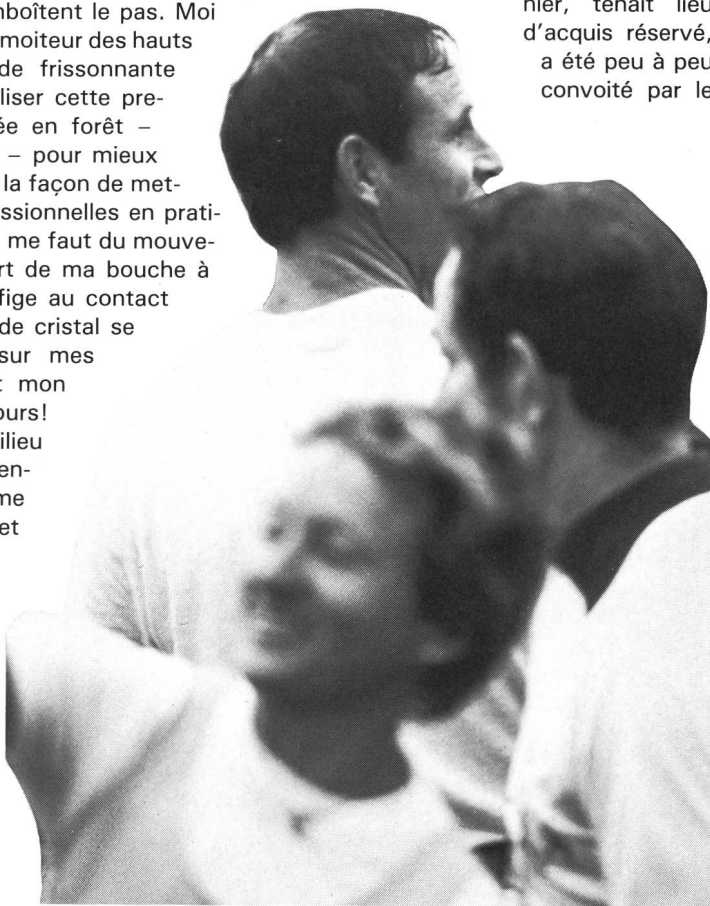 mboîtent le pas. Moi
moiteur des hauts
de frissonnante
liser cette pre-
ée en forêt –
– pour mieux
la façon de met-
ssionnelles en prati-
me faut du mouve-
rt de ma bouche à
fige au contact
de cristal se
sur mes
t mon
ours!
ilieu
en-
me
et
nier, tenait lieu
d'acquis réservé,
a été peu à peu
convoité par le